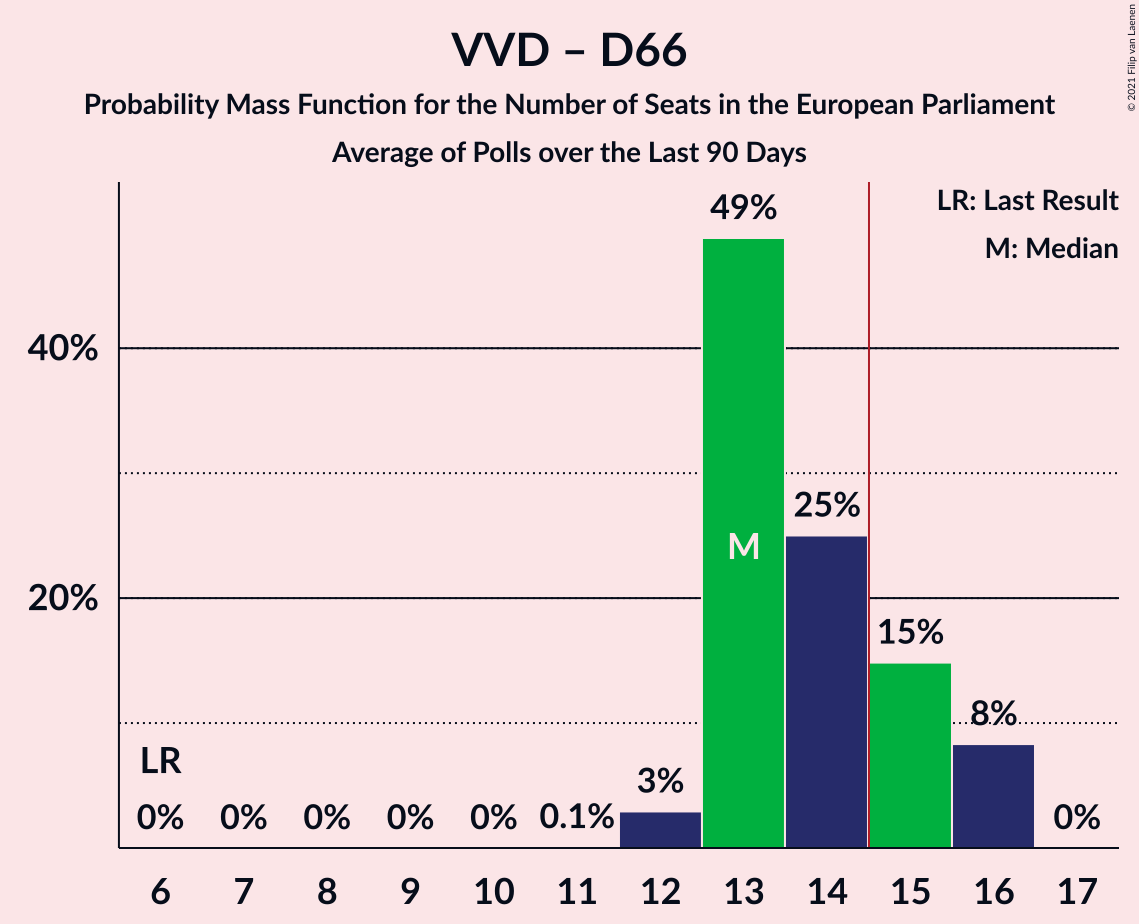 VVD – D66
Probability Mass Function for the Number of Seats in the European Parliament
Average of Polls over the Last 90 Days
© 2021 Filip van Laenen
LR: Last Result
M: Median
49%
40%
25%
M
20%
15%
8%
LR
3%
0% 0% 0% 0% 0% 0.1% 0%
6 7 8 9 10 11 12 13 14 15 16 17